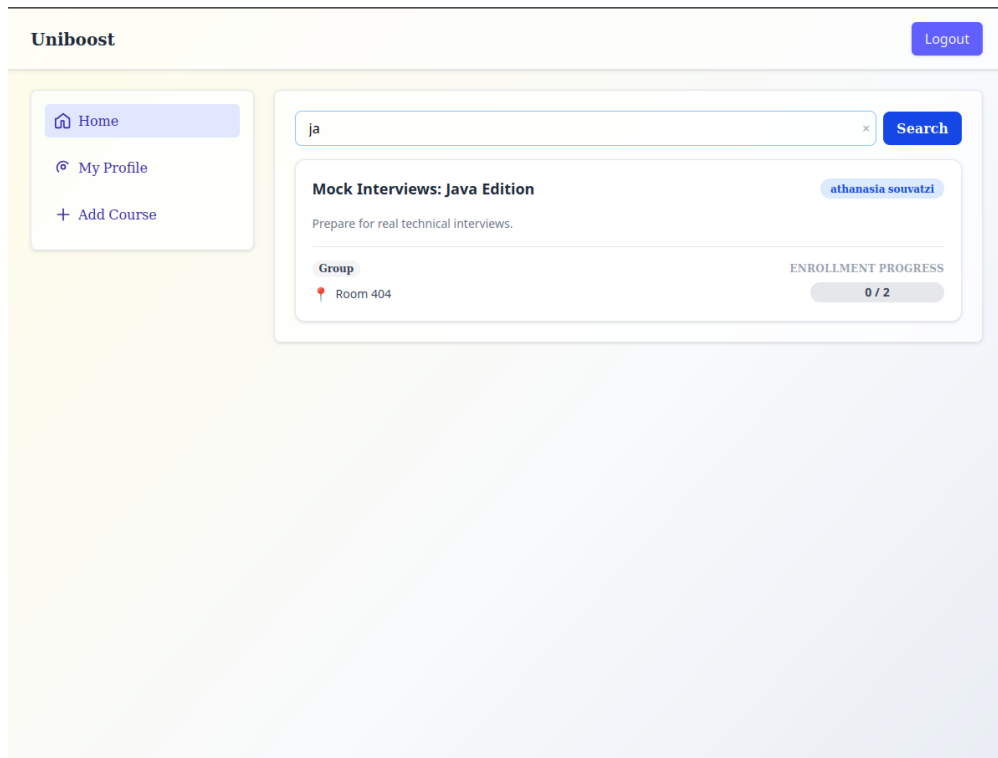 Uniboost
Logout
Home
My Profile
+ Add Course
ja
×
Search
Mock Interviews: Java Edition
athanasia souvatzi
Prepare for real technical interviews.
Group
Room 404
ENROLLMENT PROGRESS
0 / 2